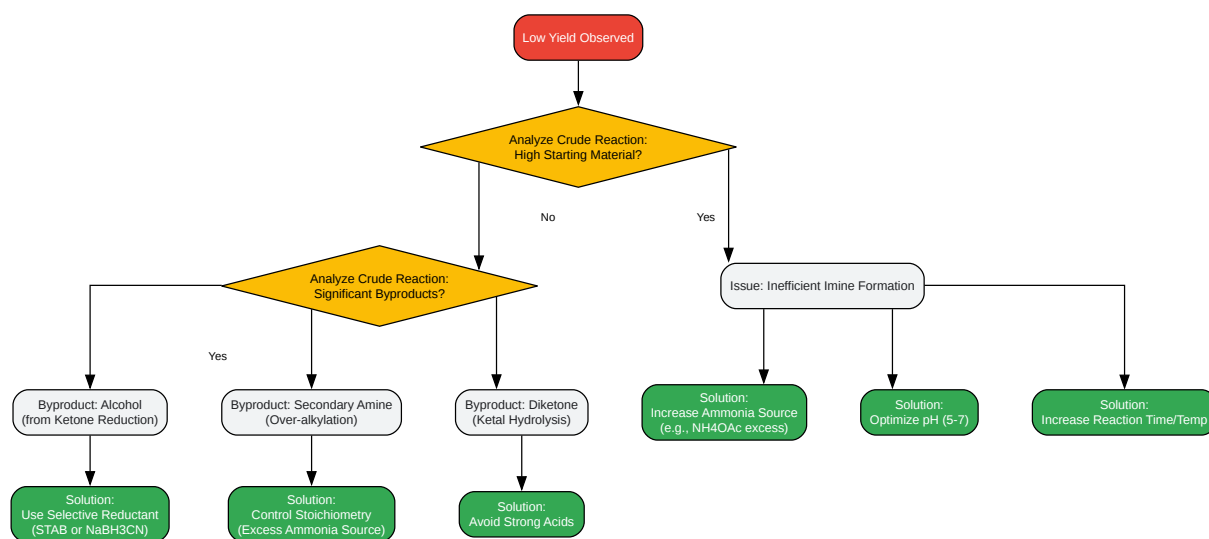 Low Yield Observed
Analyze Crude Reaction:
High Starting Material?
No
Yes
Analyze Crude Reaction:
Significant Byproducts?
Issue: Inefficient Imine Formation
Yes
Byproduct: Alcohol
(from Ketone Reduction)
Byproduct: Secondary Amine
(Over-alkylation)
Byproduct: Diketone
(Ketal Hydrolysis)
Solution:
Increase Ammonia Source
(e.g., NH4OAc excess)
Solution:
Optimize pH (5-7)
Solution:
Increase Reaction Time/Temp
Solution:
Use Selective Reductant
(STAB or NaBH3CN)
Solution:
Control Stoichiometry
(Excess Ammonia Source)
Solution:
Avoid Strong Acids